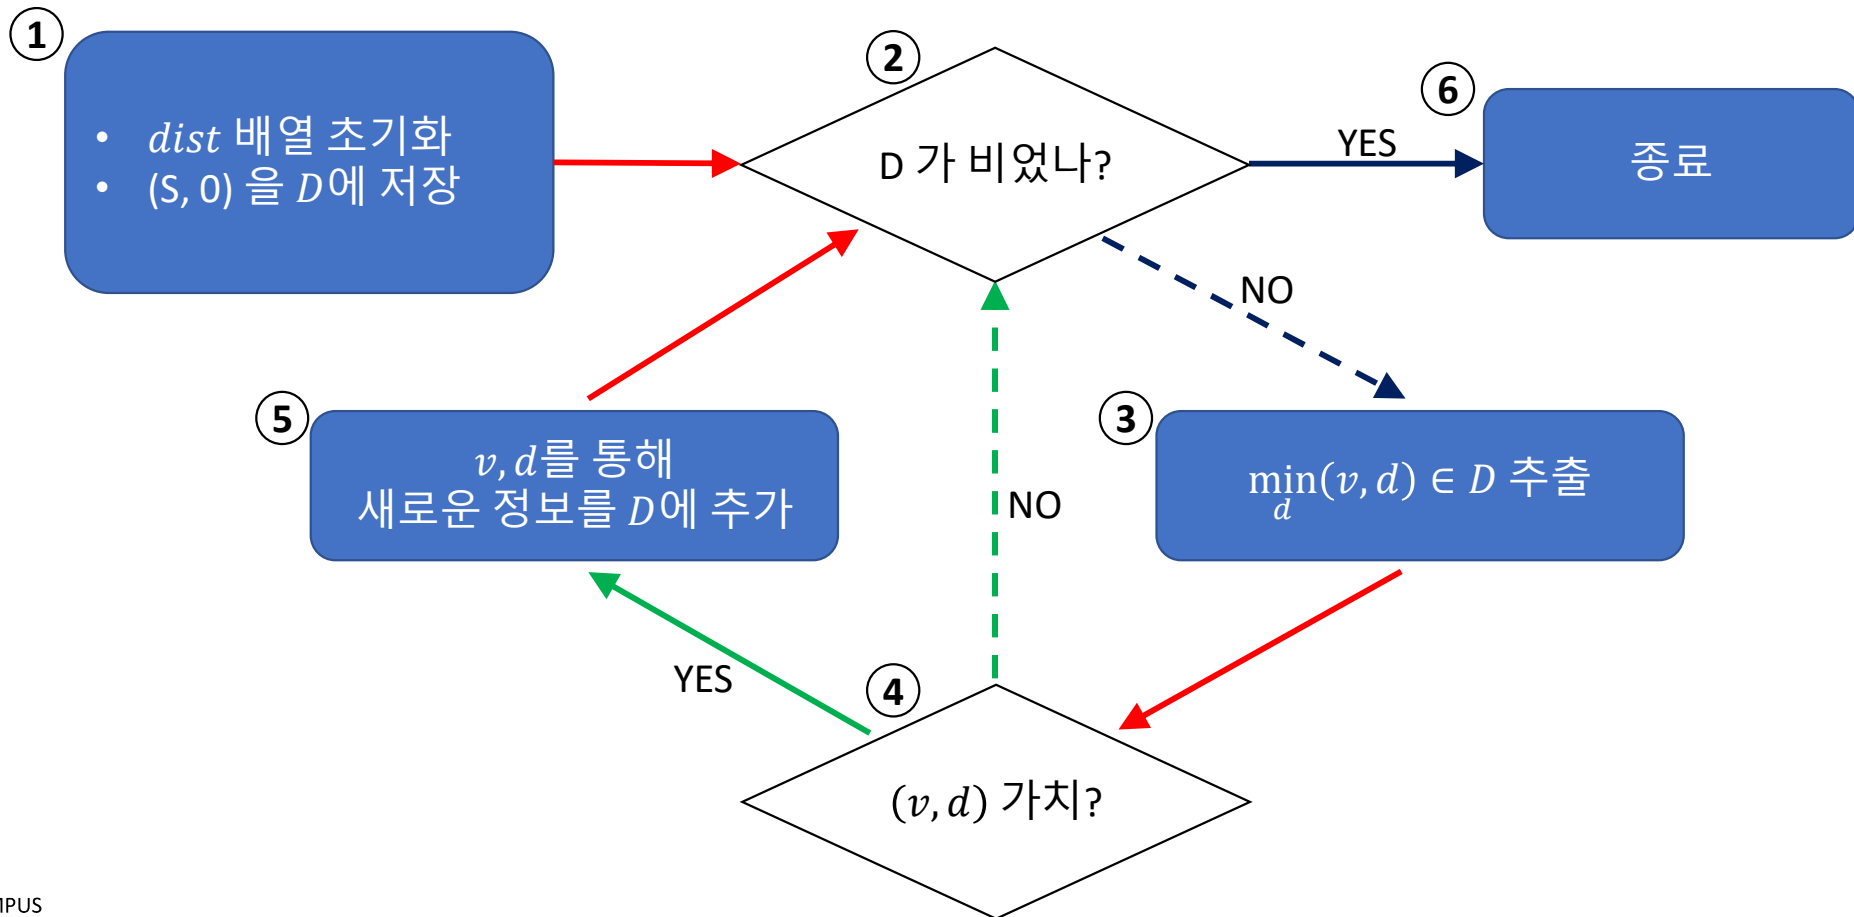 ①
• dist 배열 초기화
• (S, 0) 을 D에 저장
②
D 가 비었나?
YES
⑥
종료
NO
⑤
v, d를 통해
새로운 정보를 D에 추가
③
min(v, d) ∈ D 추출
d
NO
YES
④
(v, d) 가치?
MPUS